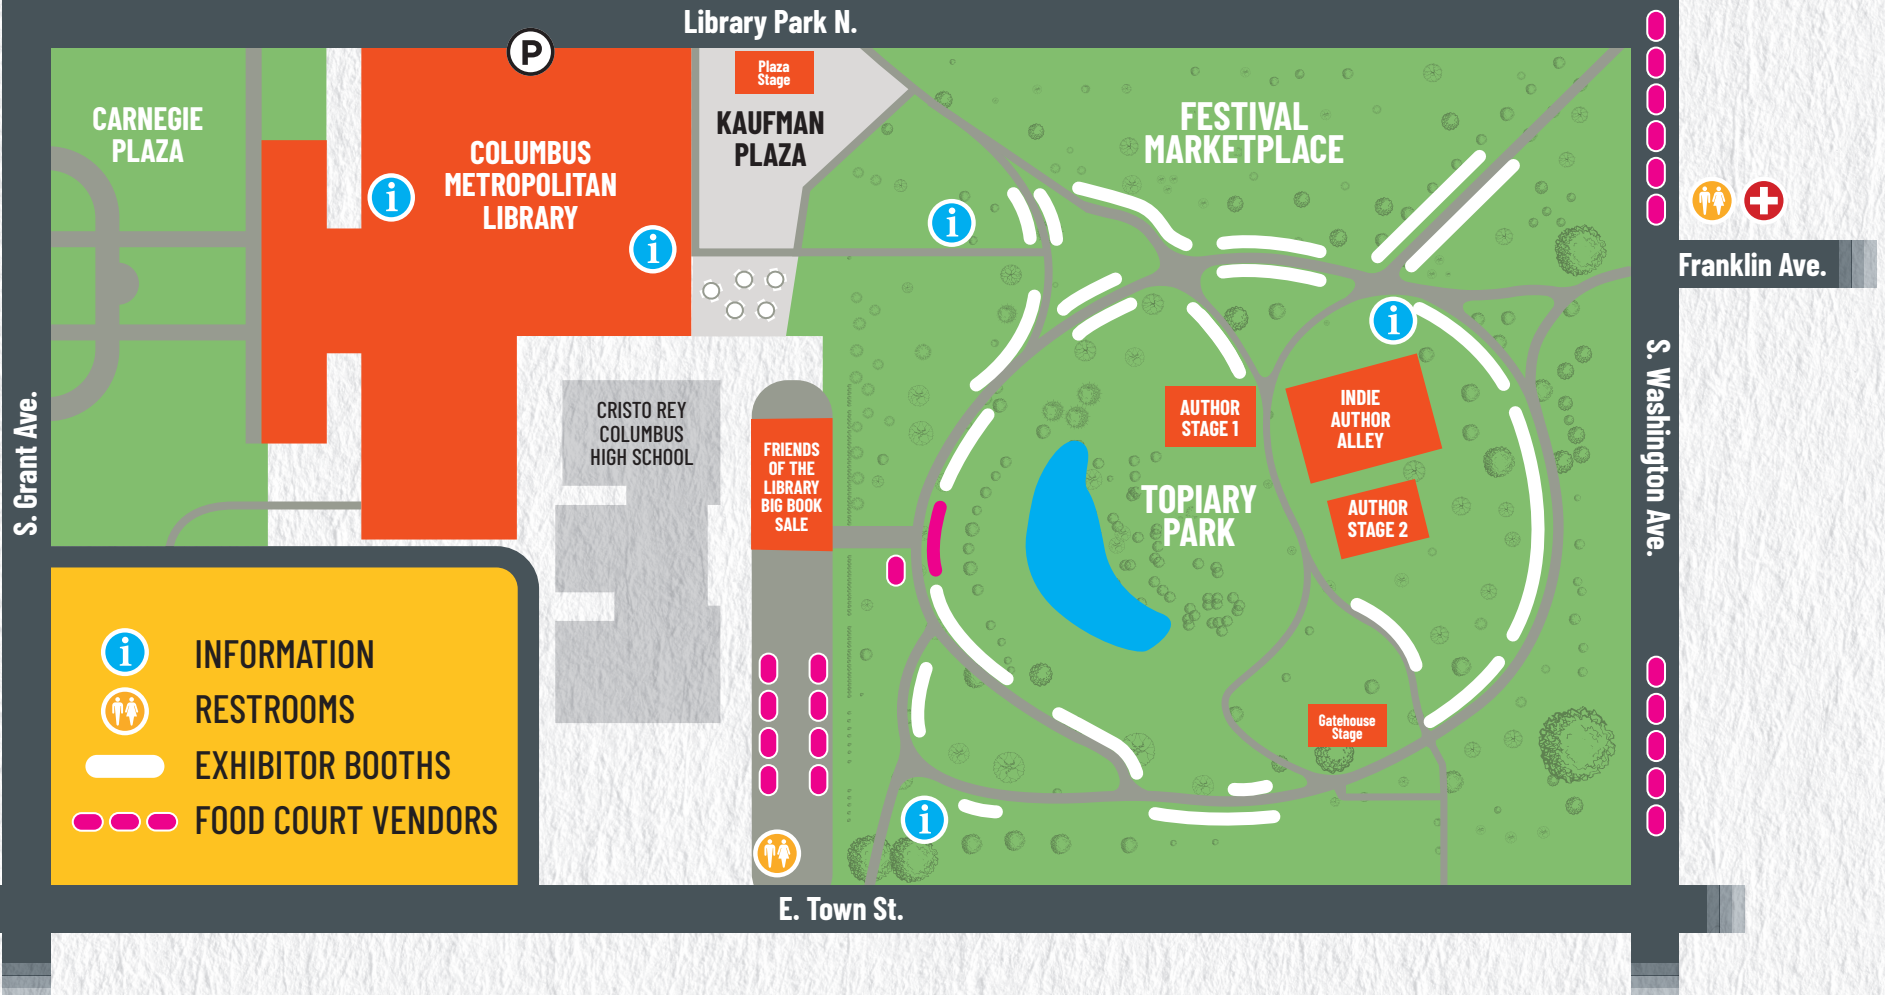 Library Park N.
P
Plaza
Stage
CARNEGIE
PLAZA
KAUFMAN
PLAZA
FESTIVAL
MARKETPLACE
COLUMBUS
METROPOLITAN
LIBRARY
i
i
i
Franklin Ave.
i
S. Grant Ave.
S. Washington Ave.
CRISTO REY
COLUMBUS
HIGH SCHOOL
FRIENDS
OF THE
LIBRARY
BIG BOOK
SALE
AUTHOR
STAGE 1
INDIE
AUTHOR
ALLEY
TOPIARY
PARK
AUTHOR
STAGE 2
Gatehouse
Stage
i
i
INFORMATION
RESTROOMS
EXHIBITOR BOOTHS
FOOD COURT VENDORS
E. Town St.